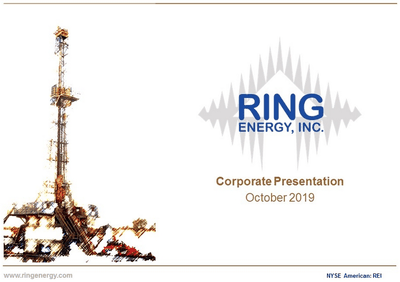 RING
ENERGY, INC.
Corporate Presentation
October 2019
www.ringenergy.com
NYSE American: REI